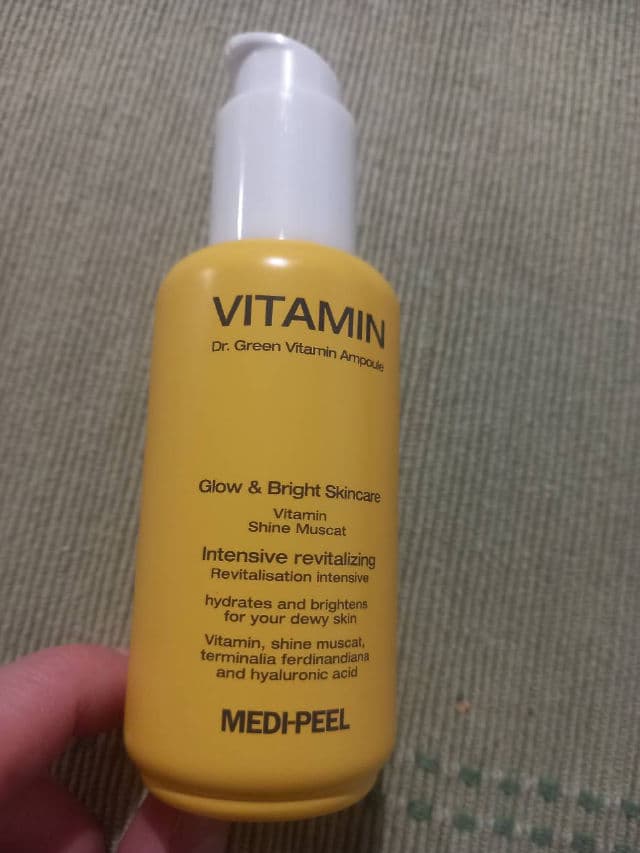 VITAMIN
Dr. Green Vitamin Ampoule
Glow & Bright Skincare
Vitamin
Shine Muscat
Intensive revitalizing
Revitalisation intensive
hydrates and brightens
for your dewy skin
Vitamin, shine muscat,
terminalia ferdinandiana
and hyaluronic acid
MEDI-PEEL